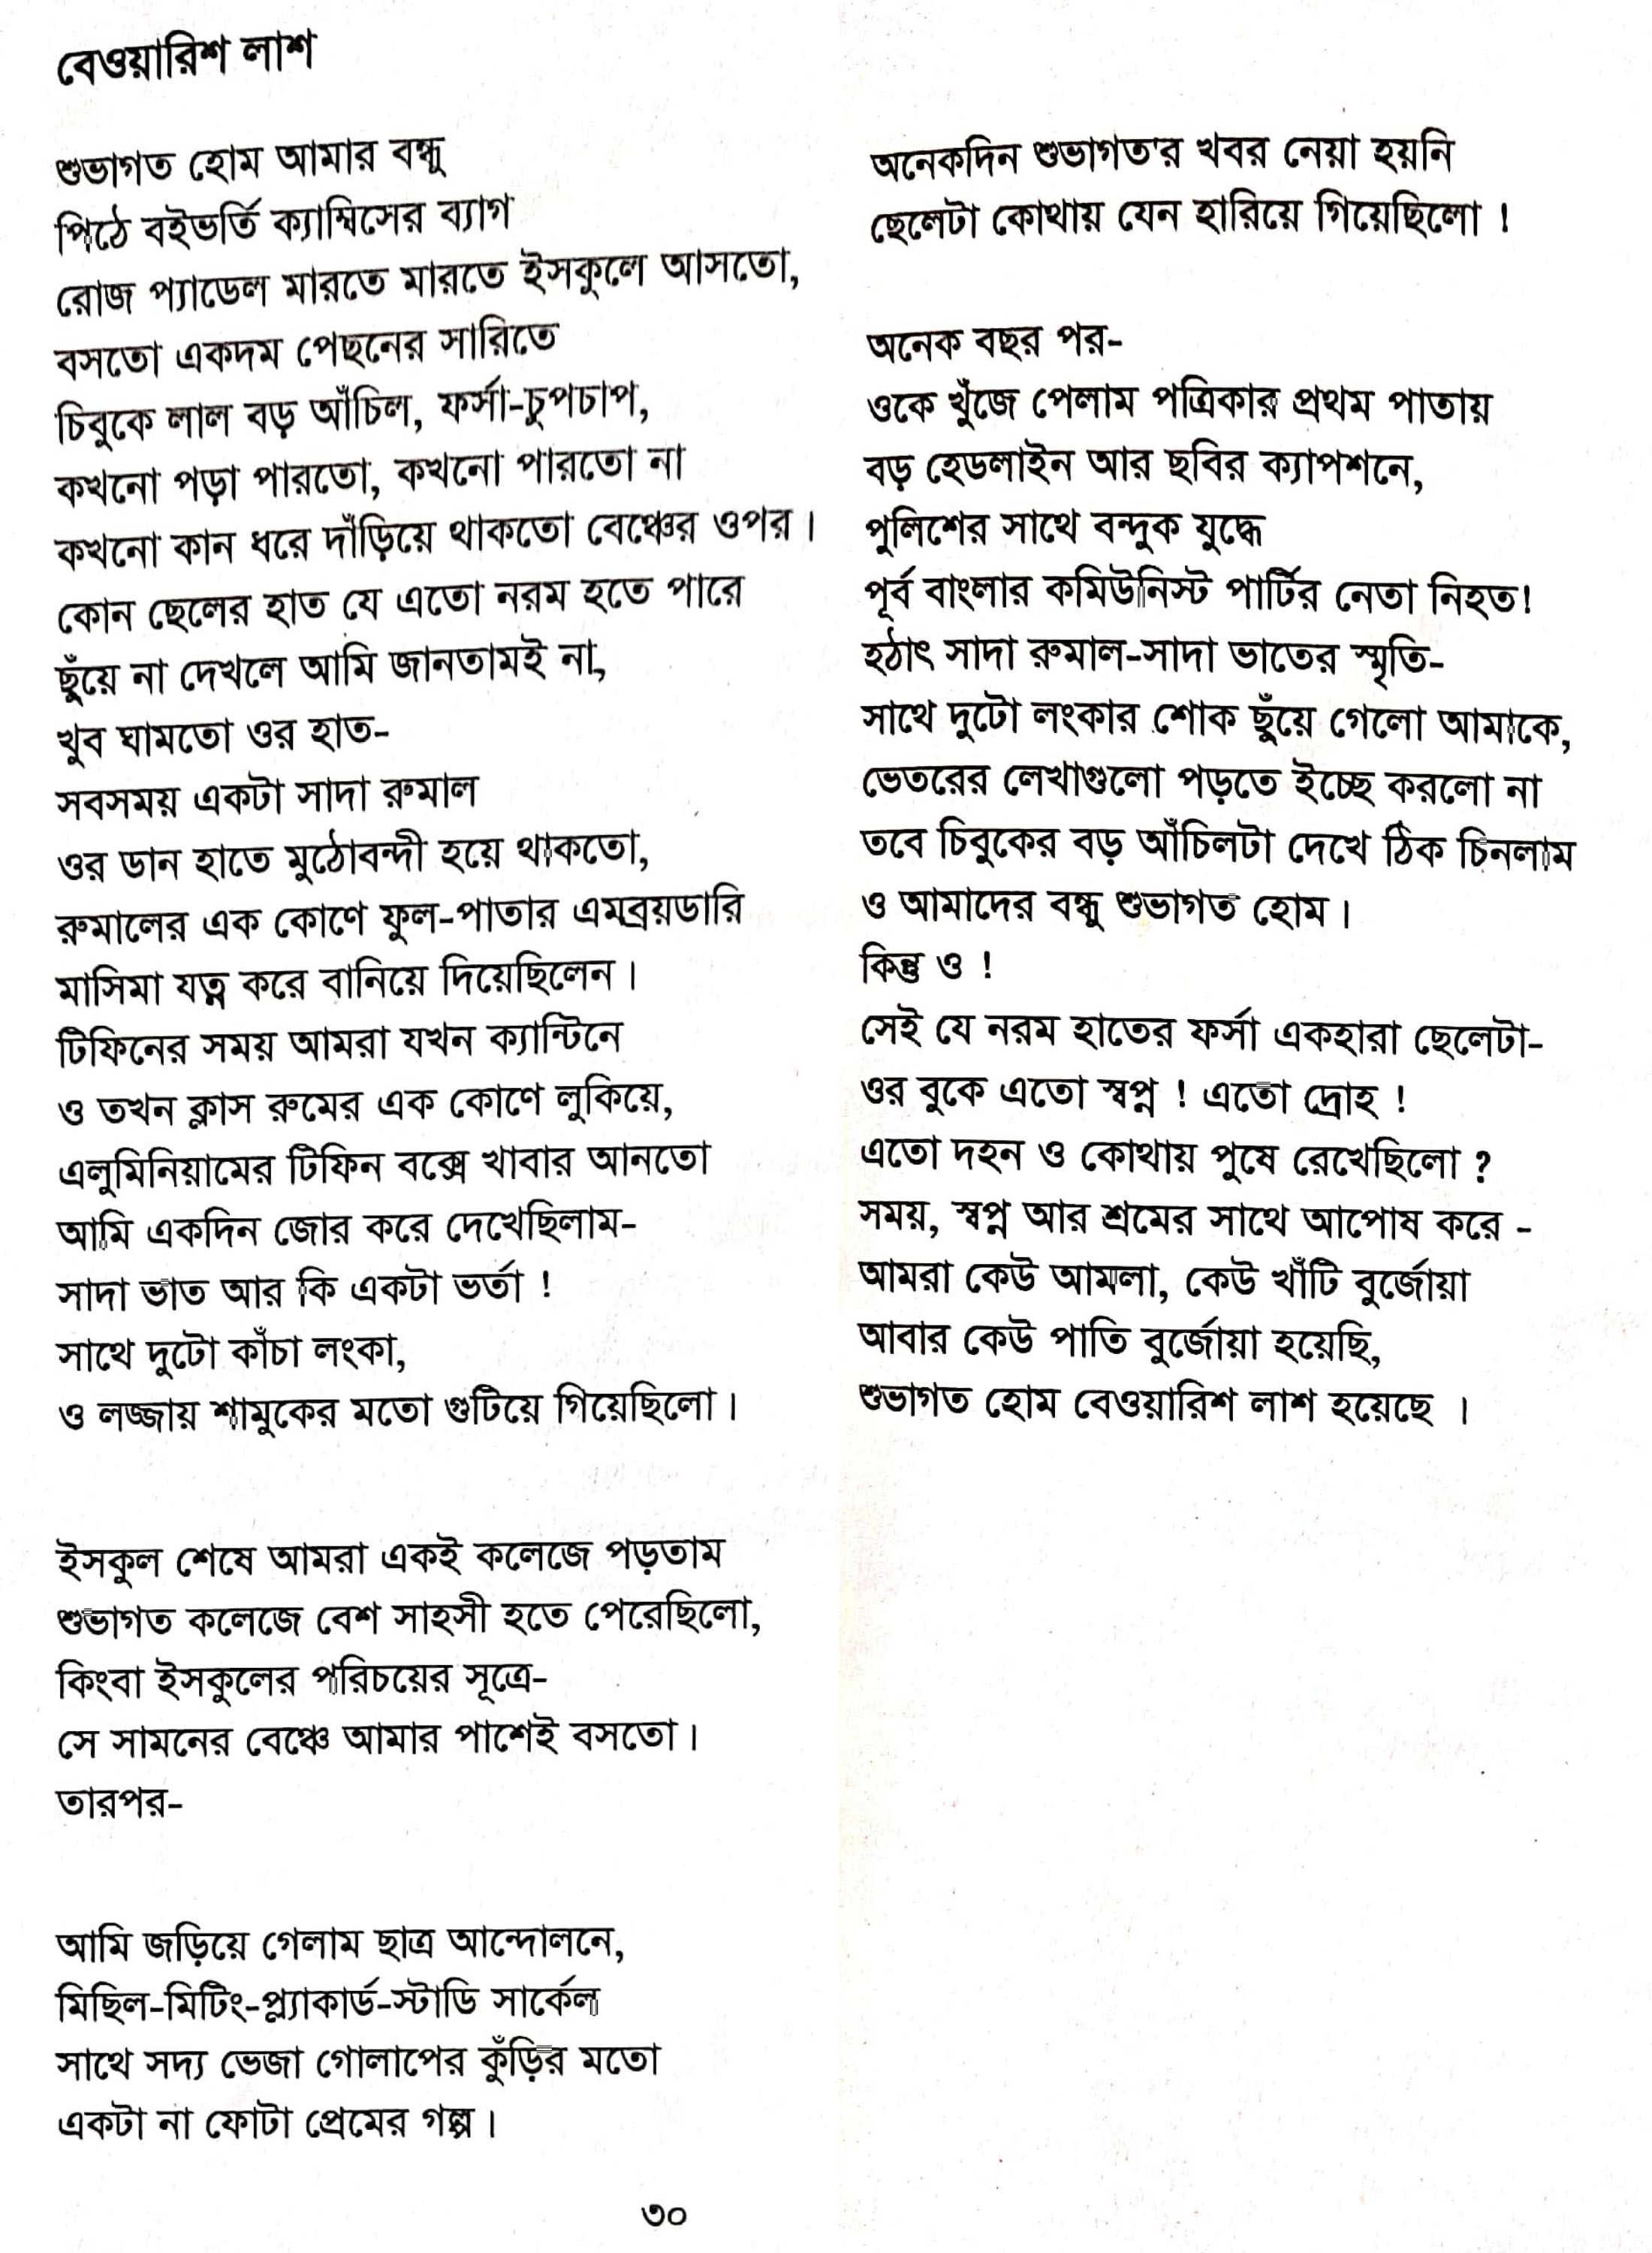 বেওয়ারিশ লাশ
শুভাগত হোম আমার বন্ধু
পিঠে বইভর্তি ক্যাম্বিসের ব্যাগ
রোজ প্যাডেল মারতে মারতে ইসকুলে আসতো,
বসতো একদম পেছনের সারিতে
চিবুকে লাল বড় আঁচিল, ফর্সা-চুপচাপ,
কখনো পড়া পারতো, কখনো পারতো না
কখনো কান ধরে দাঁড়িয়ে থাকতো বেঞ্চের ওপর।
কোন ছেলের হাত যে এতো নরম হতে পারে
ছুঁয়ে না দেখলে আমি জানতামই না,
খুব ঘামতো ওর হাত-
সবসময় একটা সাদা রুমাল
ওর ডান হাতে মুঠোবন্দী হয়ে থাকতো,
রুমালের এক কোণে ফুল-পাতার এমব্রয়ডারি
মাসিমা যত্ন করে বানিয়ে দিয়েছিলেন।
টিফিনের সময় আমরা যখন ক্যান্টিনে
ও তখন ক্লাস রুমের এক কোণে লুকিয়ে,
এলুমিনিয়ামের টিফিন বক্সে খাবার আনতো
আমি একদিন জোর করে দেখেছিলাম-
সাদা ভাত আর কি একটা ভর্তা !
সাথে দুটো কাঁচা লংকা,
ও লজ্জায় শামুকের মতো গুটিয়ে গিয়েছিলো।
ইসকুল শেষে আমরা একই কলেজে পড়তাম
শুভাগত কলেজে বেশ সাহসী হতে পেরেছিলো,
কিংবা ইসকুলের পরিচয়ের সূত্রে-
সে সামনের বেঞ্চে আমার পাশেই বসতো।
তারপর-
আমি জড়িয়ে গেলাম ছাত্র আন্দোলনে,
মিছিল-মিটিং-প্ল্যাকার্ড-স্টাডি সার্কেল
সাথে সদ্য ভেজা গোলাপের কুঁড়ির মতো
একটা না ফোটা প্রেমের গল্প।
অনেকদিন শুভাগত'র খবর নেয়া হয়নি
ছেলেটা কোথায় যেন হারিয়ে গিয়েছিলো !
অনেক বছর পর-
ওকে খুঁজে পেলাম পত্রিকার প্রথম পাতায়
বড় হেডলাইন আর ছবির ক্যাপশনে,
পুলিশের সাথে বন্দুক যুদ্ধে
পূর্ব বাংলার কমিউনিস্ট পার্টির নেতা নিহত!
হঠাৎ সাদা রুমাল-সাদা ভাতের স্মৃতি-
সাথে দুটো লংকার শোক ছুঁয়ে গেলো আমাকে,
ভেতরের লেখাগুলো পড়তে ইচ্ছে করলো না
তবে চিবুকের বড় আঁচিলটা দেখে ঠিক চিনলাম
ও আমাদের বন্ধু শুভাগত হোম।
কিন্তু ও !
সেই যে নরম হাতের ফর্সা একহারা ছেলেটা-
ওর বুকে এতো স্বপ্ন ! এতো দ্রোহ !
এতো দহন ও কোথায় পুষে রেখেছিলো ?
সময়, স্বপ্ন আর শ্রমের সাথে আপোষ করে -
আমরা কেউ আমলা, কেউ খাঁটি বুর্জোয়া
আবার কেউ পাতি বুর্জোয়া হয়েছি,
শুভাগত হোম বেওয়ারিশ লাশ হয়েছে ।
৩০